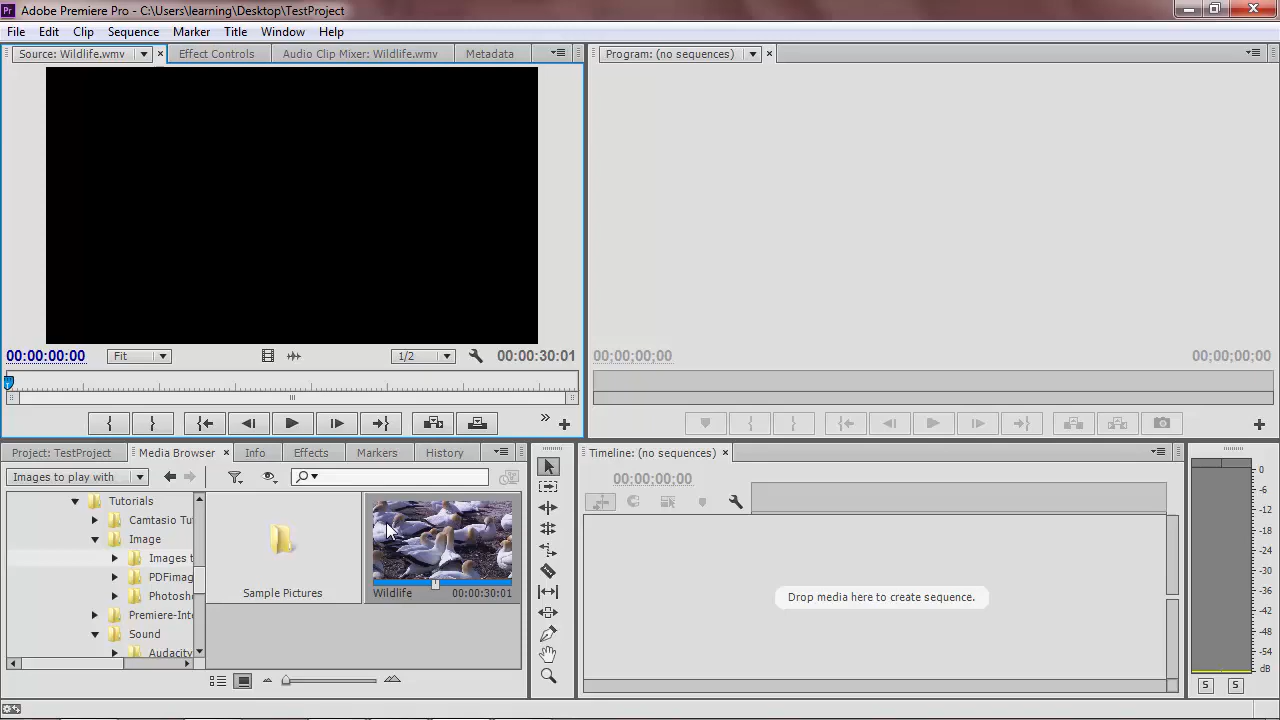 Pr Adobe Premiere Pro - C:\Users\learning\Desktop\TestProject
File Edit Clip Sequence Marker Title Window Help
Source: Wildlife.wmv Effect Controls Audio Clip Mixer: Wildlife.wmv Metadata
Program: (no sequences)
00:00:00:00 Fit 1/2 00:00:30:01
00;00;00;00 00;00;00;00
Project: TestProject Media Browser Info Effects Markers History
Timeline: (no sequences)
Images to play with
00;00;00;00
Tutorials
Camtasio Tu
Image
Images t
PDFimag
Photosh
Premiere-Int
Sound
Audacity
Sample Pictures
Wildlife 00:00:30:01
Drop media here to create sequence.
0
-6
-12
-18
-24
-30
-36
-42
-48
-54
dB
S S